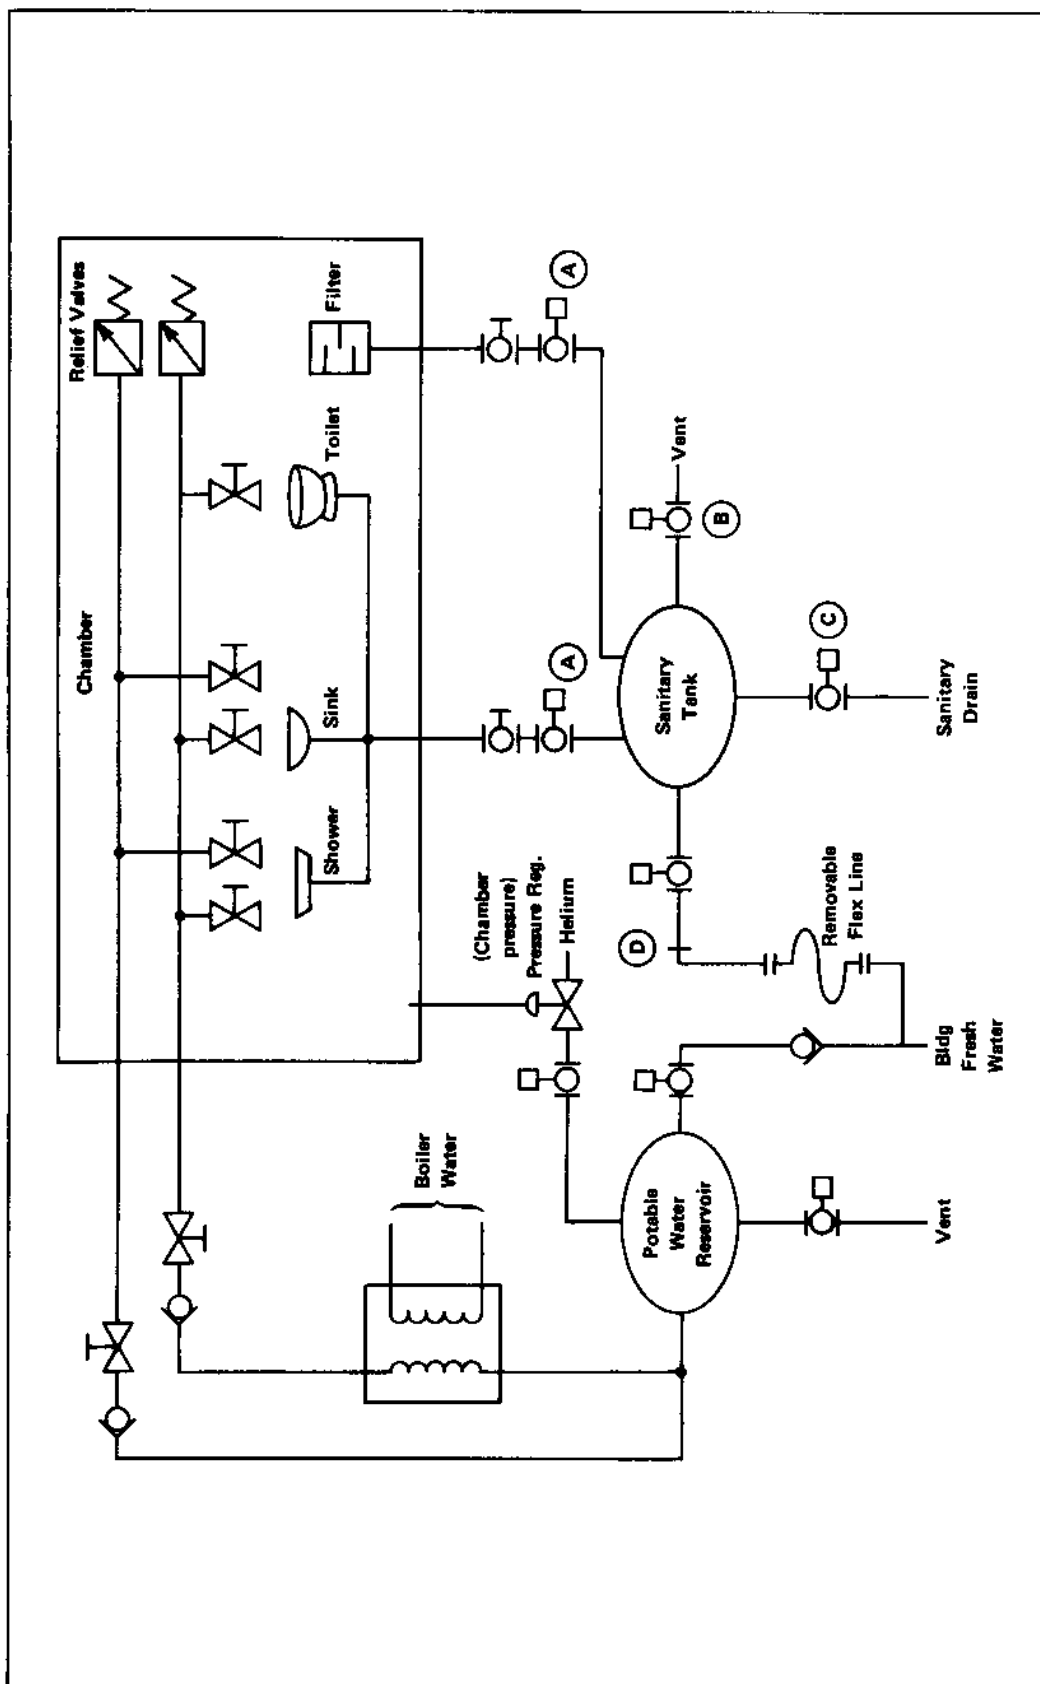 Chamber
Relief Valves
Shower
Sink
Toilet
Filter
Boiler
Water
(Chamber
pressure)
Pressure Reg.
Helium
A
A
Potable
Water
Reservoir
D
Removable
Flex Line
Sanitary
Tank
B
Vent
C
Vent
Bldg
Fresh
Water
Sanitary
Drain